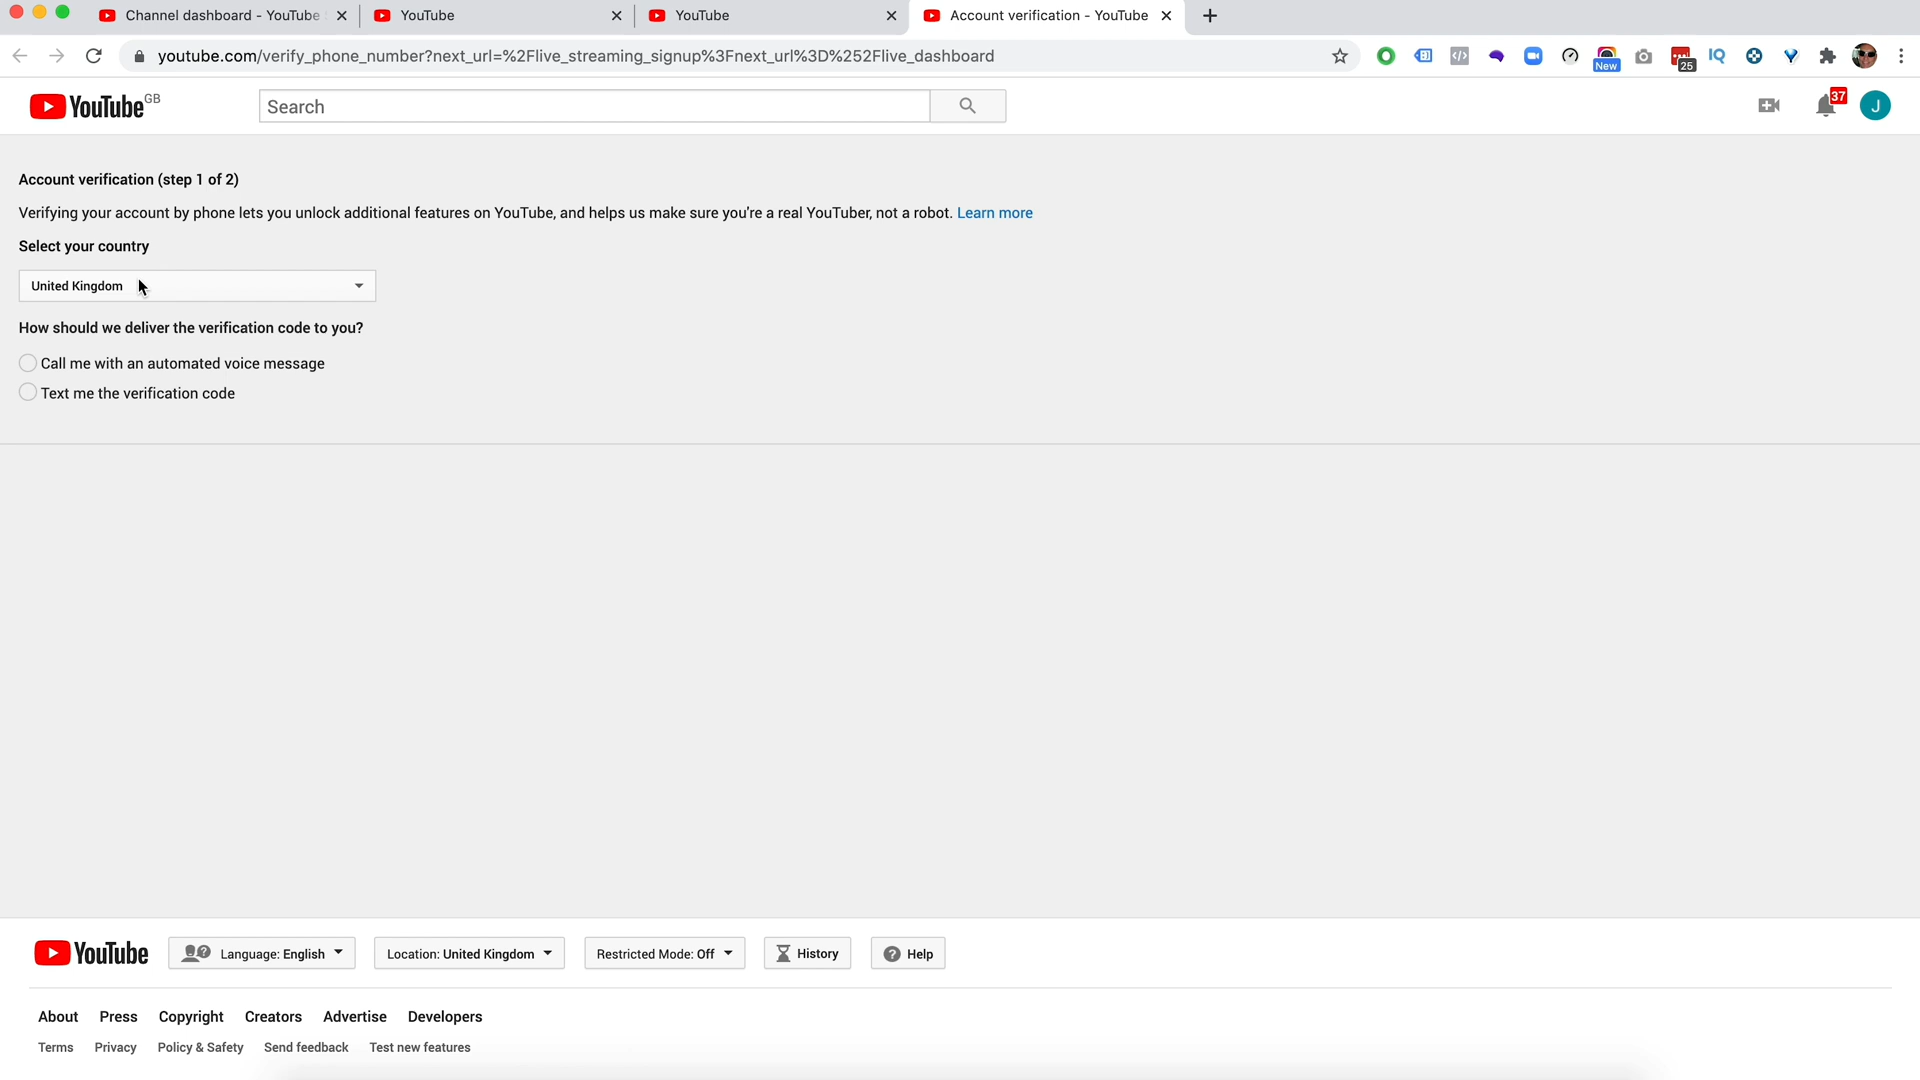 Channel dashboard - YouTube
YouTube
YouTube
Account verification - YouTube
youtube.com/verify_phone_number?next_url=%2Flive_streaming_signup%3Fnext_url%3D%252Flive_dashboard
New
25
IQ
YouTube GB
Search
37
J
Account verification (step 1 of 2)
Verifying your account by phone lets you unlock additional features on YouTube, and helps us make sure you're a real YouTuber, not a robot. Learn more
Select your country
United Kingdom
How should we deliver the verification code to you?
Call me with an automated voice message
Text me the verification code
YouTube
Language: English
Location: United Kingdom
Restricted Mode: Off
History
Help
About Press Copyright Creators Advertise Developers
Terms Privacy Policy & Safety Send feedback Test new features